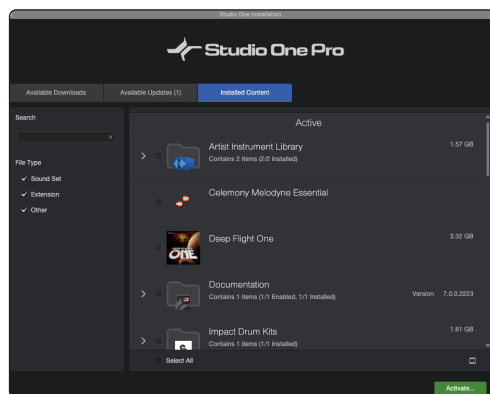 Studio One Installation
Studio One Pro
Available Downloads
Available Updates (1)
Installed Content
Search
File Type
Sound Set
Extension
Other
Active
Artist Instrument Library
1.57 GB
Contains 2 items (2/2 Installed)
Celemony Melodyne Essential
Deep Flight One
3.32 GB
ONE
Documentation
Contains 1 items (1/1 Enabled, 1/1 Installed)
Version 7.0.0.2223
Impact Drum Kits
1.61 GB
Contains 1 items (1/1 Installed)
Select All
Activate...